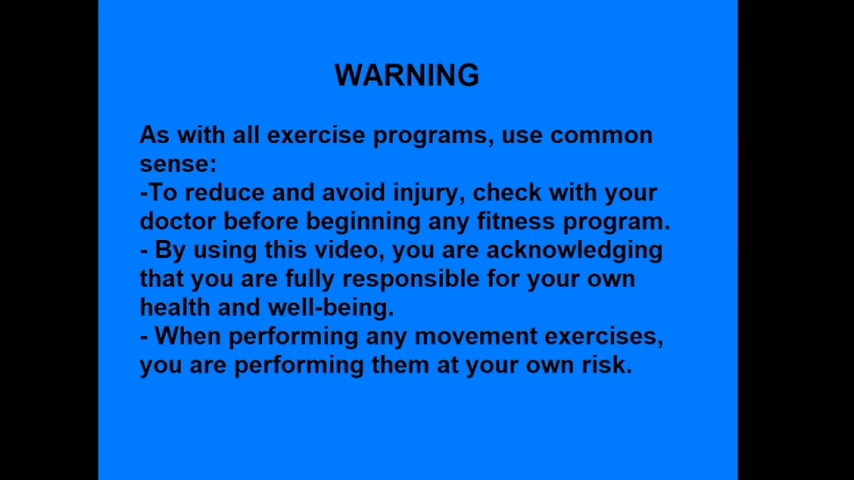 WARNING
As with all exercise programs, use common
sense:
-To reduce and avoid injury, check with your
doctor before beginning any fitness program.
- By using this video, you are acknowledging
that you are fully responsible for your own
health and well-being.
- When performing any movement exercises,
you are performing them at your own risk.